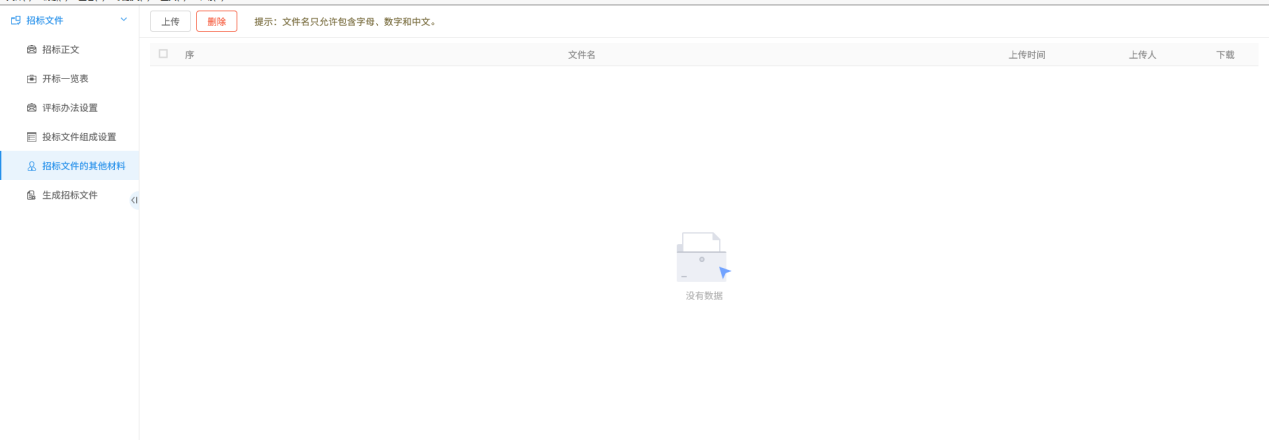 招标文件
上传 删除 提示：文件名只允许包含字母、数字和中文。
招标正文
开标一览表
评标办法设置
投标文件组成设置
招标文件的其他材料
生成招标文件
序 文件名 上传时间 上传人 下载
没有数据